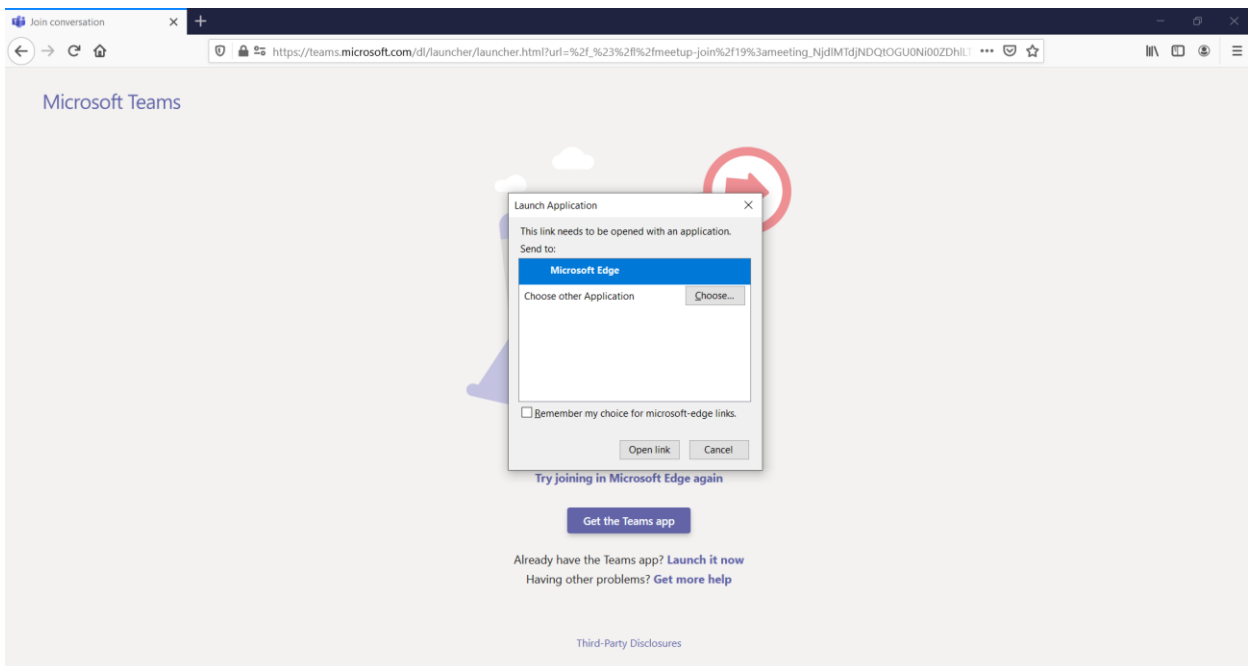 Join conversation
https://teams.microsoft.com/dl/launcher/launcher.html?url=%2f_%23%2fl%2fmeetup-join%2f19%3ameeting_NjdlMTdjNDQtOGU0Ni00ZDhlL
Microsoft Teams
Launch Application
This link needs to be opened with an application.
Send to:
Microsoft Edge
Choose other Application Choose...
Remember my choice for microsoft-edge links.
Open link Cancel
Try joining in Microsoft Edge again
Get the Teams app
Already have the Teams app? Launch it now
Having other problems? Get more help
Third-Party Disclosures